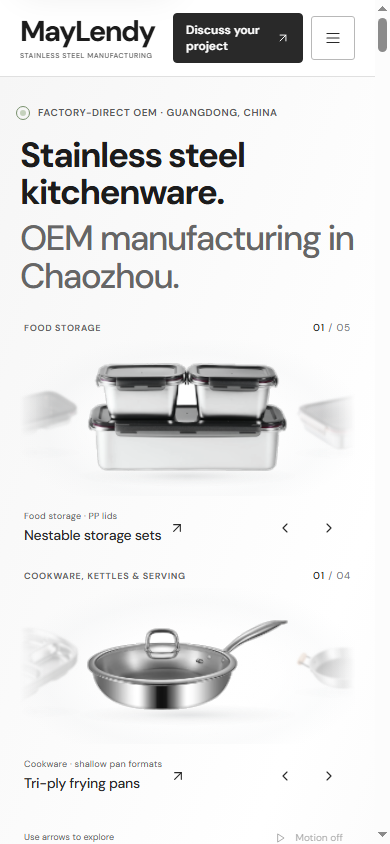 MayLendy
STAINLESS STEEL MANUFACTURING
Discuss your
project
FACTORY-DIRECT OEM · GUANGDONG, CHINA
Stainless steel
kitchenware.
OEM manufacturing in
Chaozhou.
FOOD STORAGE
01 / 05
Food storage · PP lids
Nestable storage sets
COOKWARE, KETTLES & SERVING
01 / 04
Cookware · shallow pan formats
Tri-ply frying pans
Use arrows to explore
Motion off